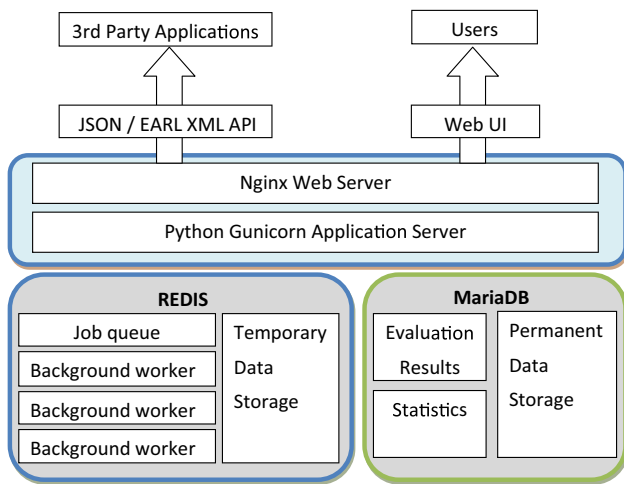 3rd Party Applications
Users
JSON / EARL XML API
Web UI
Nginx Web Server
Python Gunicorn Application Server
REDIS
Job queue
Background worker
Background worker
Background worker
Temporary
Data
Storage
MariaDB
Evaluation
Results
Statistics
Permanent
Data
Storage